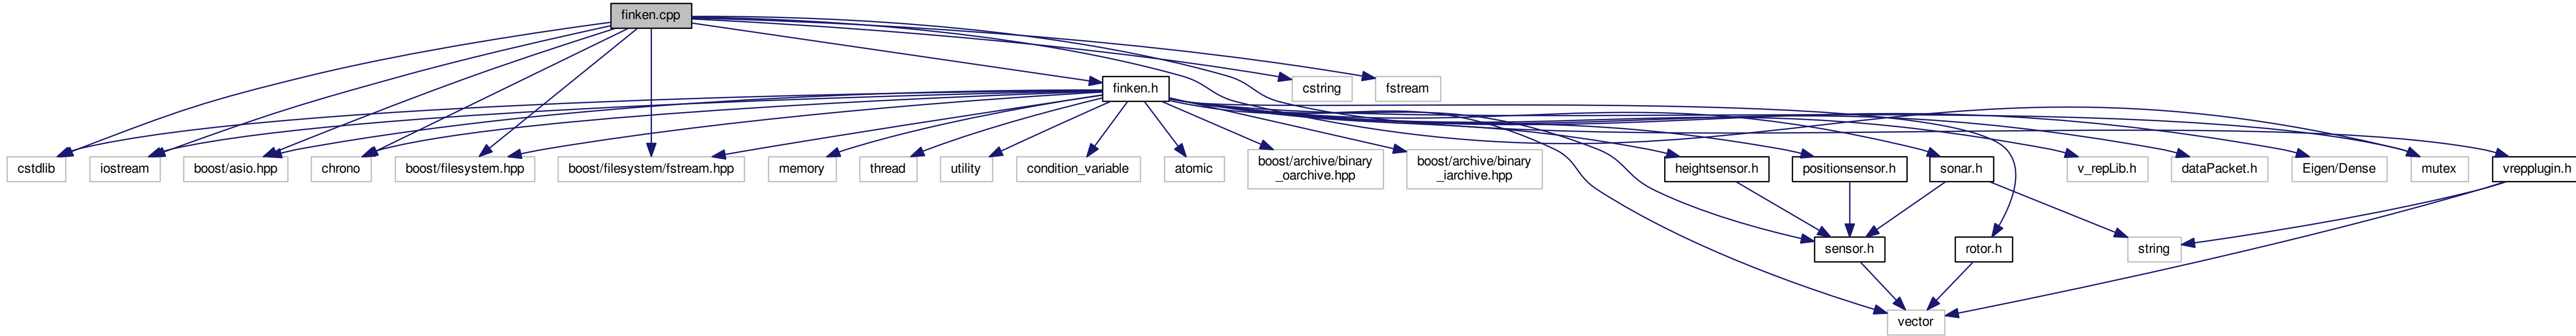 finken.cpp
finken.h
cstring
fstream
cstdlib
iostream
boost/asio.hpp
chrono
boost/filesystem.hpp
boost/filesystem/fstream.hpp
memory
thread
utility
condition_variable
atomic
boost/archive/binary
_oarchive.hpp
boost/archive/binary
_iarchive.hpp
heightsensor.h
positionsensor.h
sonar.h
v_repLib.h
dataPacket.h
Eigen/Dense
mutex
vrepplugin.h
sensor.h
rotor.h
string
vector